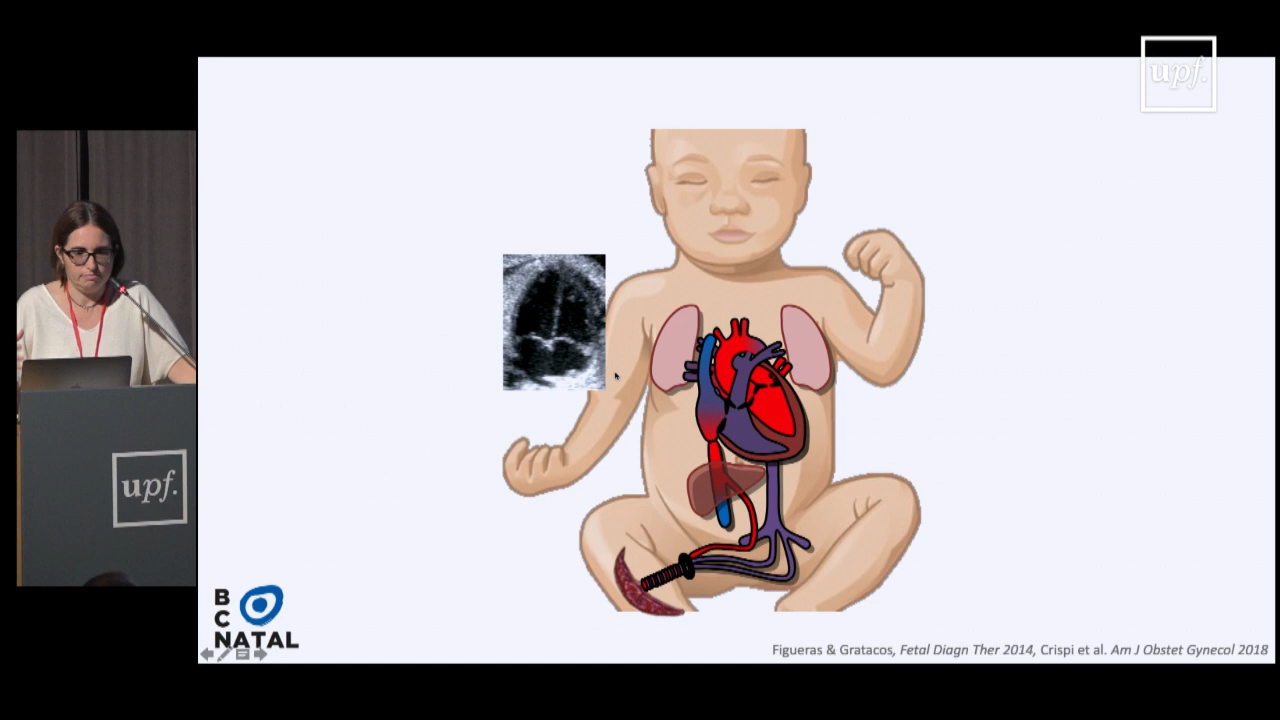 upf.
upf.
B
C
NATAL
Figueras & Gratacos, Fetal Diagn Ther 2014, Crispi et al. Am J Obstet Gynecol 2018